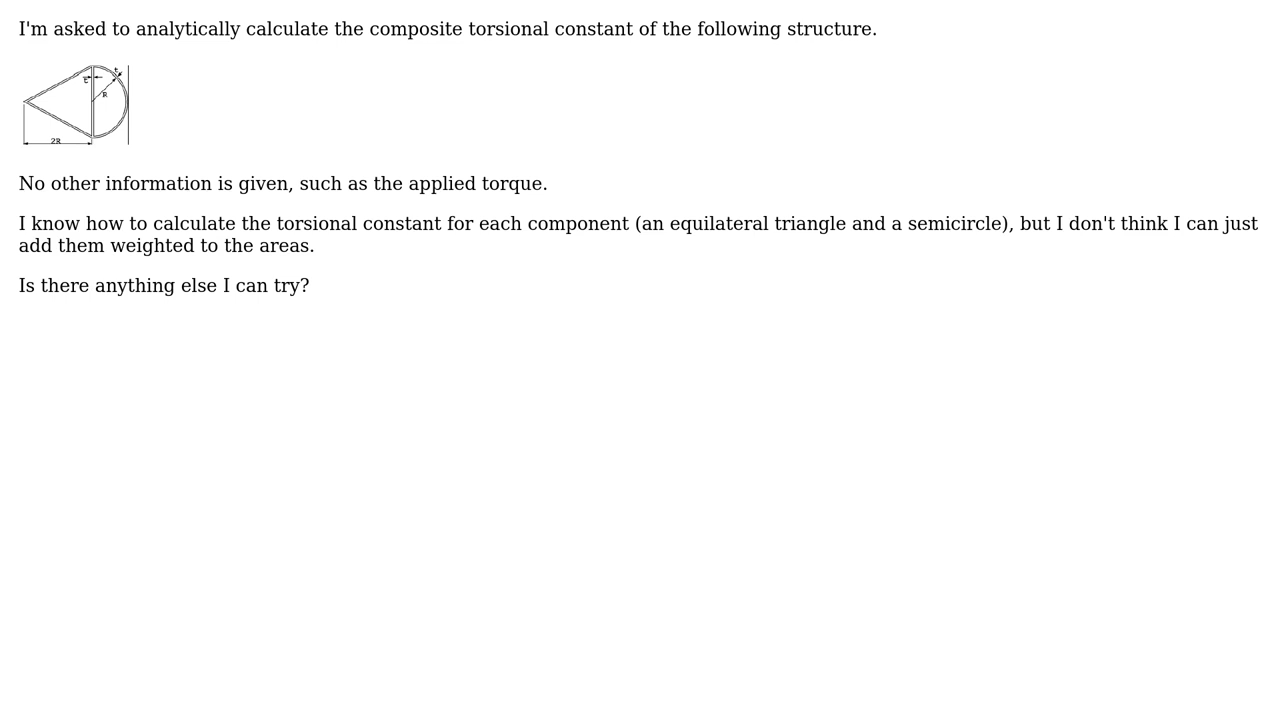 I'm asked to analytically calculate the composite torsional constant of the following structure.
t
t
R
2R
No other information is given, such as the applied torque.
I know how to calculate the torsional constant for each component (an equilateral triangle and a semicircle), but I don't think I can just
add them weighted to the areas.
Is there anything else I can try?